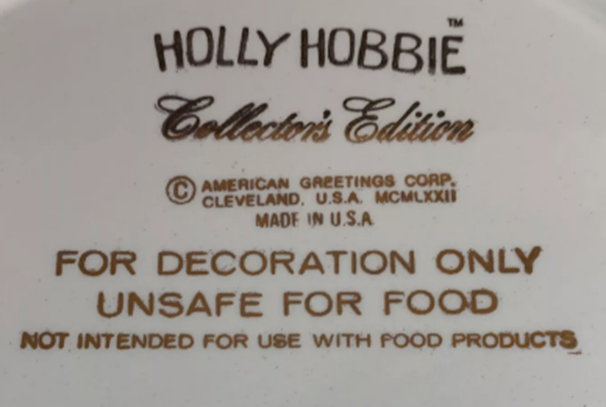 HOLLY HOBBIE™
Collector's Edition
© AMERICAN GREETINGS CORP.
CLEVELAND, U.S.A. MCMLXXII
MADE IN U.S.A
FOR DECORATION ONLY
UNSAFE FOR FOOD
NOT INTENDED FOR USE WITH FOOD PRODUCTS